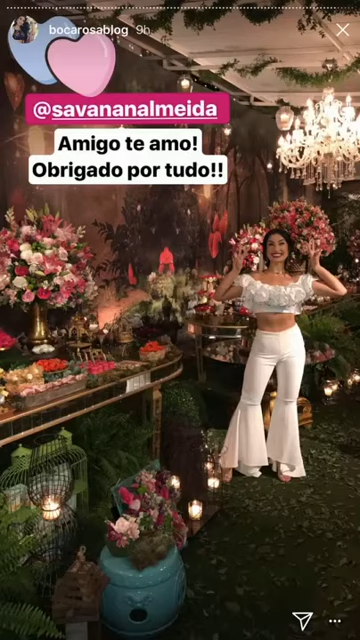 bocarosablog 9h
@savananalmeida
Amigo te amo!
Obrigado por tudo!!